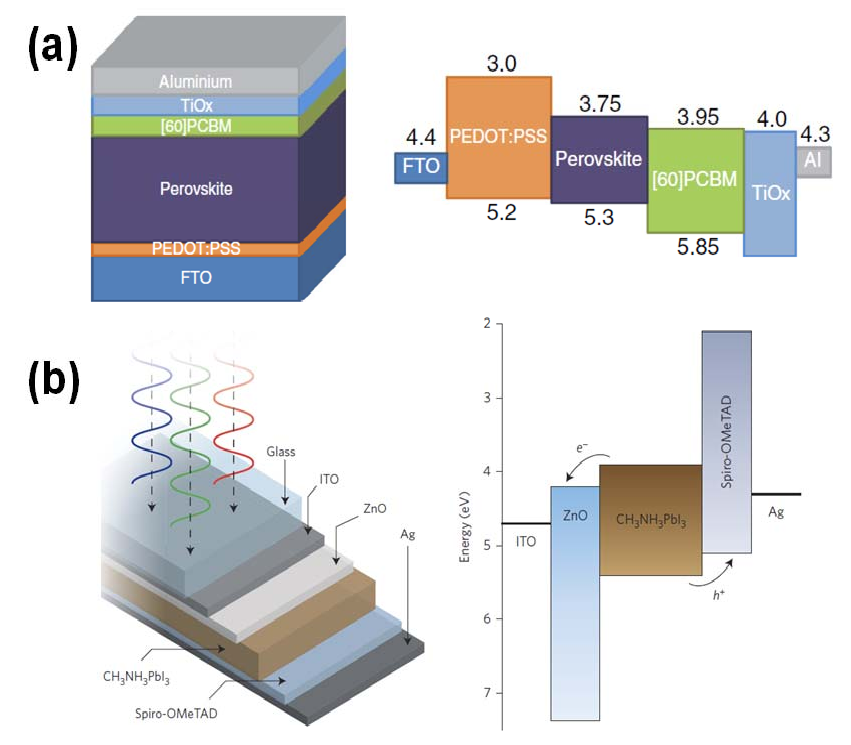 (a)
Aluminium
TiOx
[60]PCBM
Perovskite
PEDOT:PSS
FTO
3.0
3.75
3.95
4.0
4.3
4.4
PEDOT:PSS
Perovskite
[60]PCBM
TiOx
Al
FTO
5.2
5.3
5.85
(b)
Glass
ITO
ZnO
Ag
CH3NH3PbI3
Spiro-OMeTAD
Energy (eV)
2
3
4
5
6
7
e−
ITO
ZnO
CH3NH3PbI3
Spiro-OMeTAD
Ag
h+